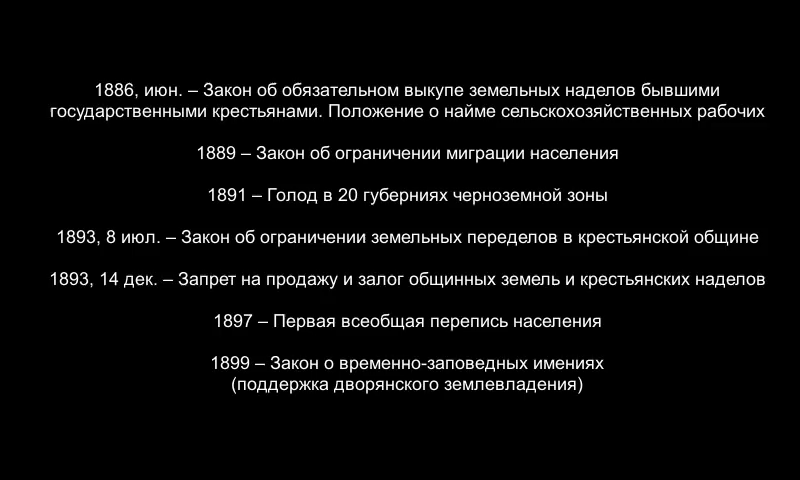 1886, июн. – Закон об обязательном выкупе земельных наделов бывшими
государственными крестьянами. Положение о найме сельскохозяйственных рабочих
1889 – Закон об ограничении миграции населения
1891 – Голод в 20 губерниях черноземной зоны
1893, 8 июл. – Закон об ограничении земельных переделов в крестьянской общине
1893, 14 дек. – Запрет на продажу и залог общинных земель и крестьянских наделов
1897 – Первая всеобщая перепись населения
1899 – Закон о временно-заповедных имениях
(поддержка дворянского землевладения)